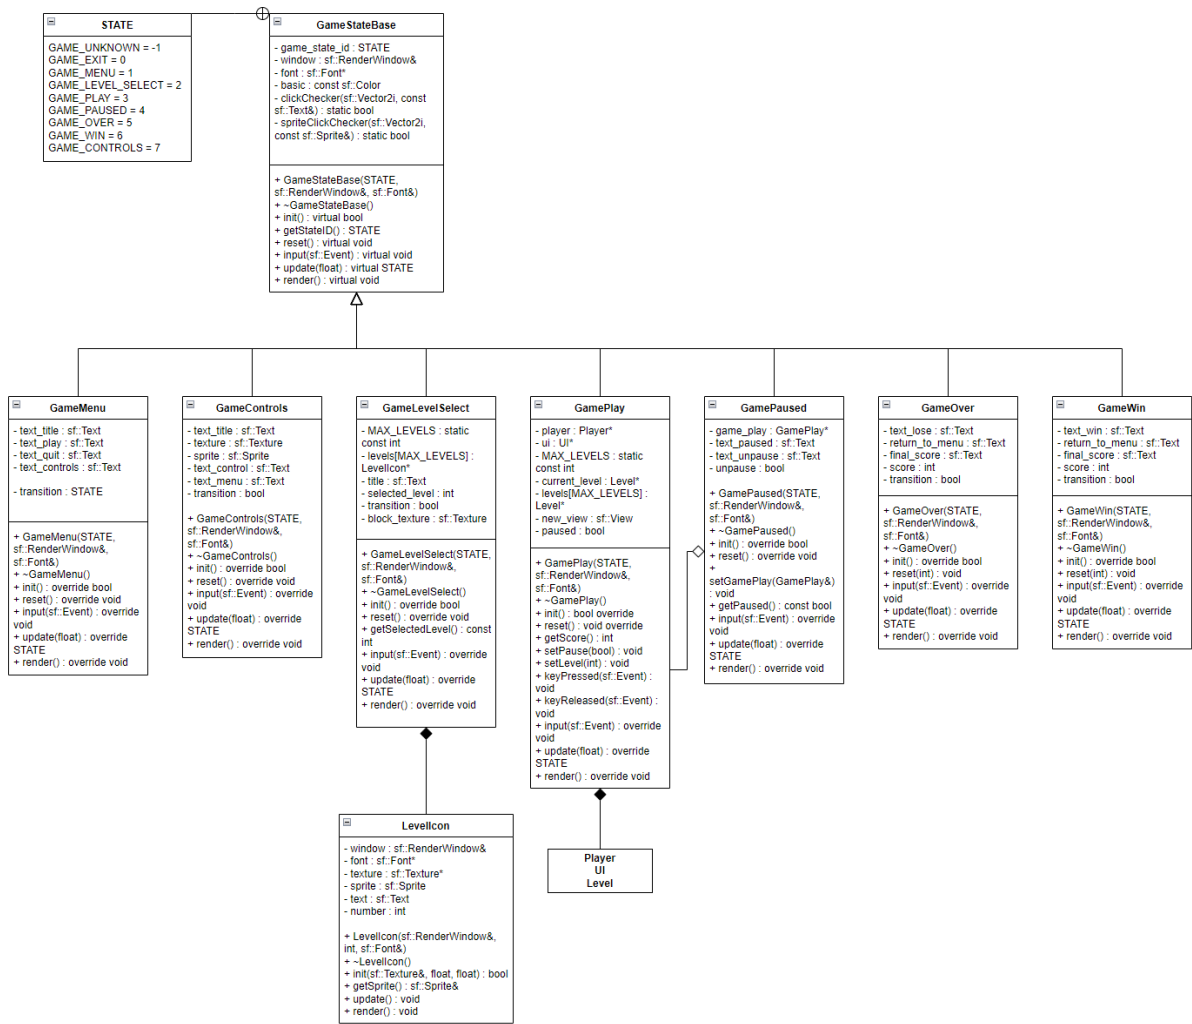 STATE
GAME_UNKNOWN = -1
GAME_EXIT = 0
GAME_MENU = 1
GAME_LEVEL_SELECT = 2
GAME_PLAY = 3
GAME_PAUSED = 4
GAME_OVER = 5
GAME_WIN = 6
GAME_CONTROLS = 7
GameStateBase
- game_state_id : STATE
- window : sf::RenderWindow&
- font : sf::Font*
- basic : const sf::Color
- clickChecker(sf::Vector2i, const
sf::Text&) : static bool
- spriteClickChecker(sf::Vector2i,
const sf::Sprite&) : static bool
+ GameStateBase(STATE,
sf::RenderWindow&, sf::Font&)
+ ~GameStateBase()
+ init() : virtual bool
+ getStateID() : STATE
+ reset() : virtual void
+ input(sf::Event) : virtual void
+ update(float) : virtual STATE
+ render() : virtual void
GameMenu
- text_title : sf::Text
- text_play : sf::Text
- text_quit : sf::Text
- text_controls : sf::Text
- transition : STATE
+ GameMenu(STATE,
sf::RenderWindow&,
sf::Font&)
+ ~GameMenu()
+ init() : override bool
+ reset() : override void
+ input(sf::Event) : override
void
+ update(float) : override
STATE
+ render() : override void
GameControls
- text_title : sf::Text
- texture : sf::Texture
- sprite : sf::Sprite
- text_control : sf::Text
- text_menu : sf::Text
- transition : bool
+ GameControls(STATE,
sf::RenderWindow&,
sf::Font&)
+ ~GameControls()
+ init() : override bool
+ reset() : override void
+ input(sf::Event) : override
void
+ update(float) : override
STATE
+ render() : override void
GameLevelSelect
- MAX_LEVELS : static
const int
- levels[MAX_LEVELS] :
LevelIcon*
- title : sf::Text
- selected_level : int
- transition : bool
- block_texture : sf::Texture
+ GameLevelSelect(STATE,
sf::RenderWindow&,
sf::Font&)
+ ~GameLevelSelect()
+ init() : override bool
+ reset() : override void
+ getSelectedLevel() : const
int
+ input(sf::Event) : override
void
+ update(float) : override
STATE
+ render() : override void
GamePlay
- player : Player*
- ui : UI*
- MAX_LEVELS : static
const int
- current_level : Level*
- levels[MAX_LEVELS] :
Level*
- new_view : sf::View
- paused : bool
+ GamePlay(STATE,
sf::RenderWindow&,
sf::Font&)
+ ~GamePlay()
+ init() : bool override
+ reset() : void override
+ getScore() : int
+ setPause(bool) : void
+ setLevel(int) : void
+ keyPressed(sf::Event) :
void
+ keyReleased(sf::Event) :
void
+ input(sf::Event) : override
void
+ update(float) : override
STATE
+ render() : override void
GamePaused
- game_play : GamePlay*
- text_paused : sf::Text
- text_unpause : sf::Text
- unpause : bool
+ GamePaused(STATE,
sf::RenderWindow&,
sf::Font&)
+ ~GamePaused()
+ init() : override bool
+ reset() : override void
+
setGamePlay(GamePlay&)
: void
+ getPaused() : const bool
+ input(sf::Event) : override
void
+ update(float) : override
STATE
+ render() : override void
GameOver
- text_lose : sf::Text
- return_to_menu : sf::Text
- final_score : sf::Text
- score : int
- transition : bool
+ GameOver(STATE,
sf::RenderWindow&,
sf::Font&)
+ ~GameOver()
+ init() : override bool
+ reset(int) : void
+ input(sf::Event) : override
void
+ update(float) : override
STATE
+ render() : override void
GameWin
- text_win : sf::Text
- return_to_menu : sf::Text
- final_score : sf::Text
- score : int
- transition : bool
+ GameWin(STATE,
sf::RenderWindow&,
sf::Font&)
+ ~GameWin()
+ init() : override bool
+ reset(int) : void
+ input(sf::Event) : override
void
+ update(float) : override
STATE
+ render() : override void
LevelIcon
- window : sf::RenderWindow&
- font : sf::Font*
- texture : sf::Texture*
- sprite : sf::Sprite
- text : sf::Text
- number : int
+ LevelIcon(sf::RenderWindow&,
int, sf::Font&)
+ ~LevelIcon()
+ init(sf::Texture&, float, float) : bool
+ getSprite() : sf::Sprite&
+ update() : void
+ render() : void
Player
UI
Level